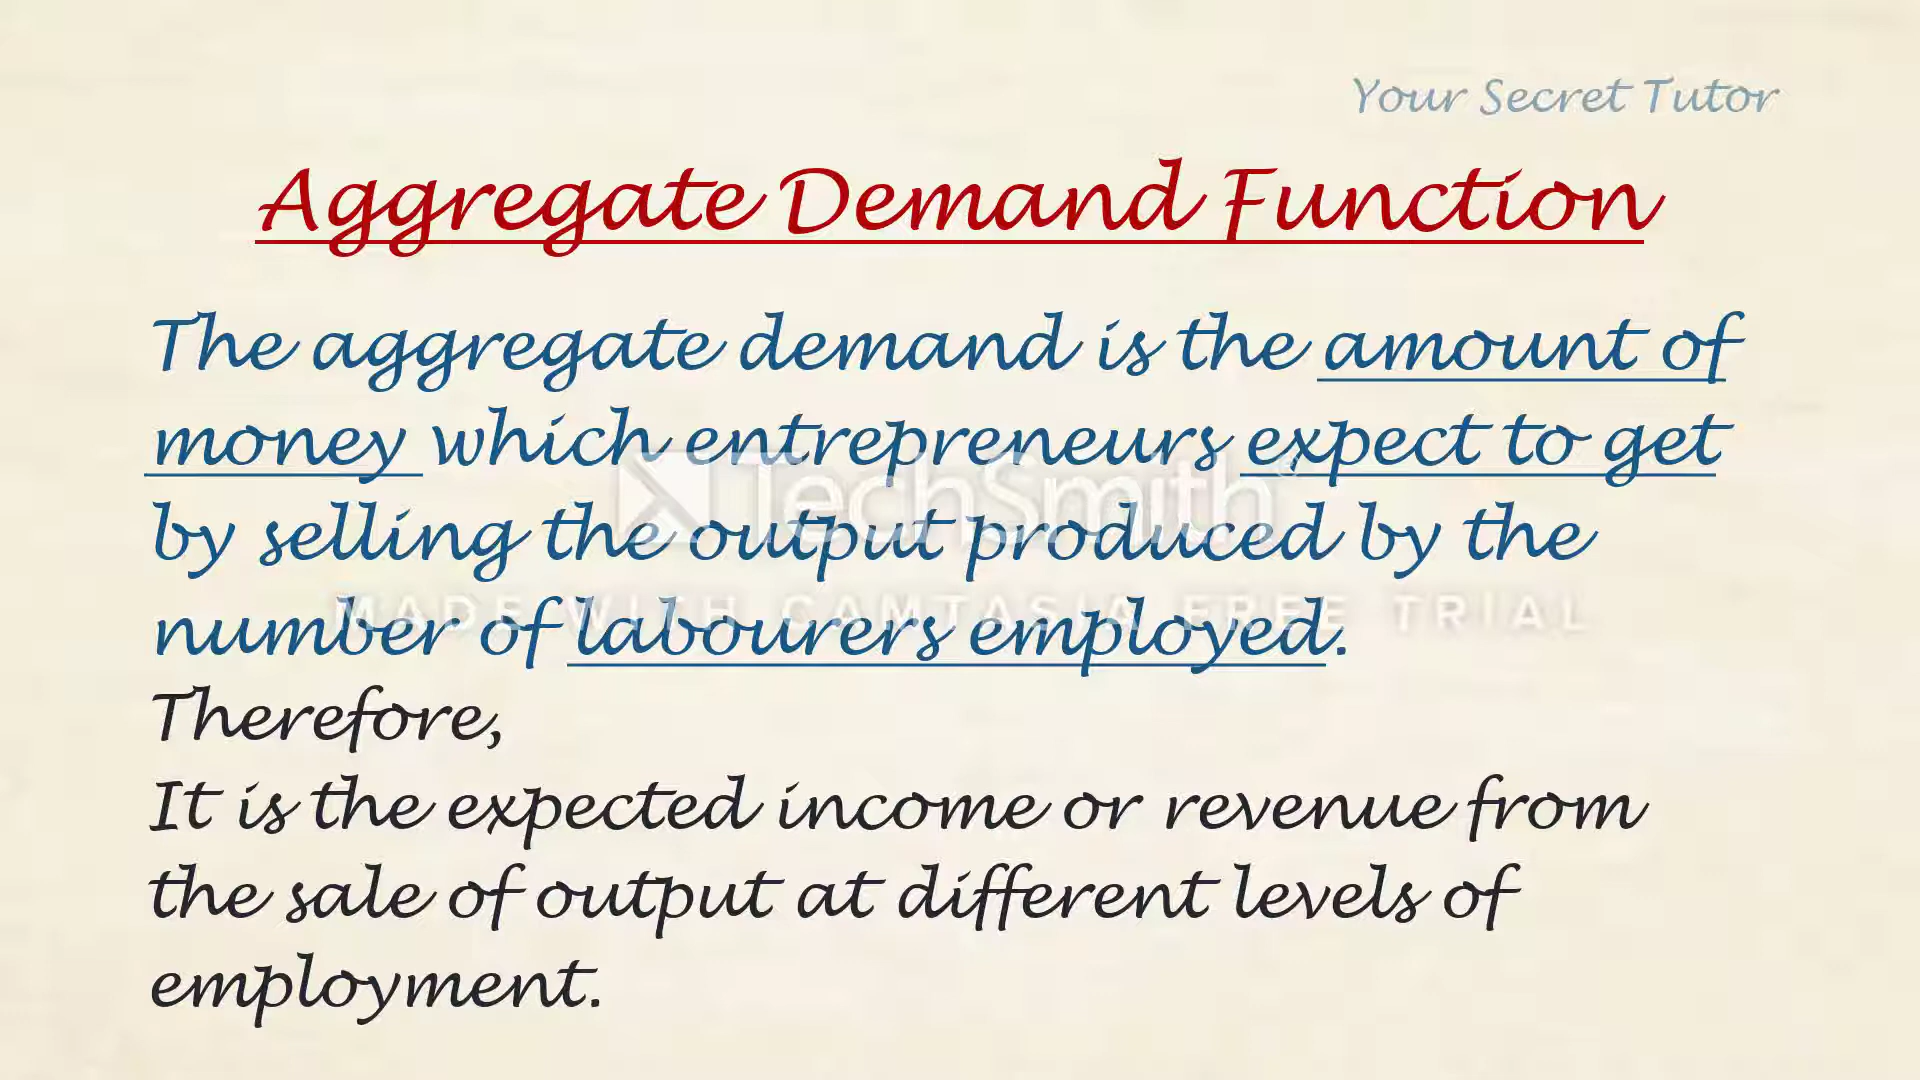 Your Secret Tutor
Aggregate Demand Function
The aggregate demand is the amount of
money which entrepreneurs expect to get
by selling the output produced by the
number of labourers employed.
TechSmith
MADE WITH CAMTASIA FREE TRIAL
Therefore,
It is the expected income or revenue from
the sale of output at different levels of
employment.